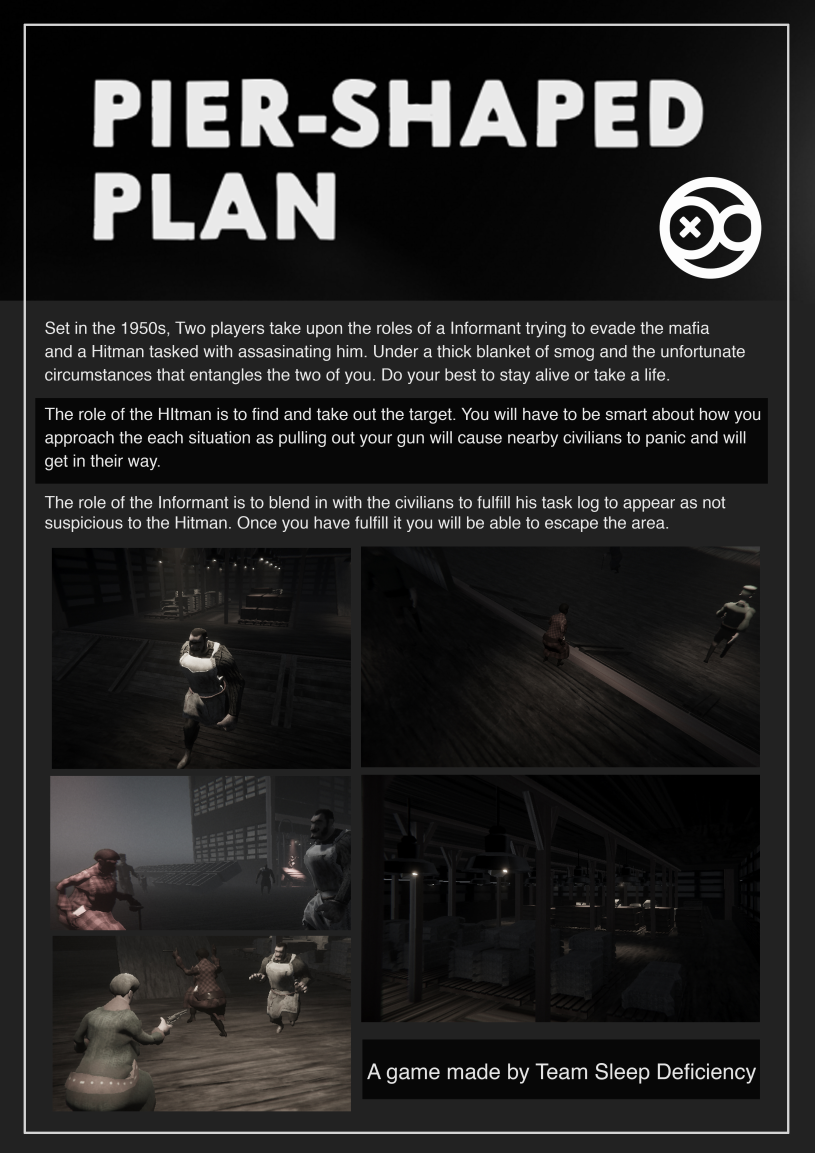 PIER-SHAPED
PLAN
Set in the 1950s, Two players take upon the roles of a Informant trying to evade the mafia
and a Hitman tasked with assasinating him. Under a thick blanket of smog and the unfortunate
circumstances that entangles the two of you. Do your best to stay alive or take a life.
The role of the HItman is to find and take out the target. You will have to be smart about how you
approach the each situation as pulling out your gun will cause nearby civilians to panic and will
get in their way.
The role of the Informant is to blend in with the civilians to fulfill his task log to appear as not
suspicious to the Hitman. Once you have fulfill it you will be able to escape the area.
A game made by Team Sleep Deficiency